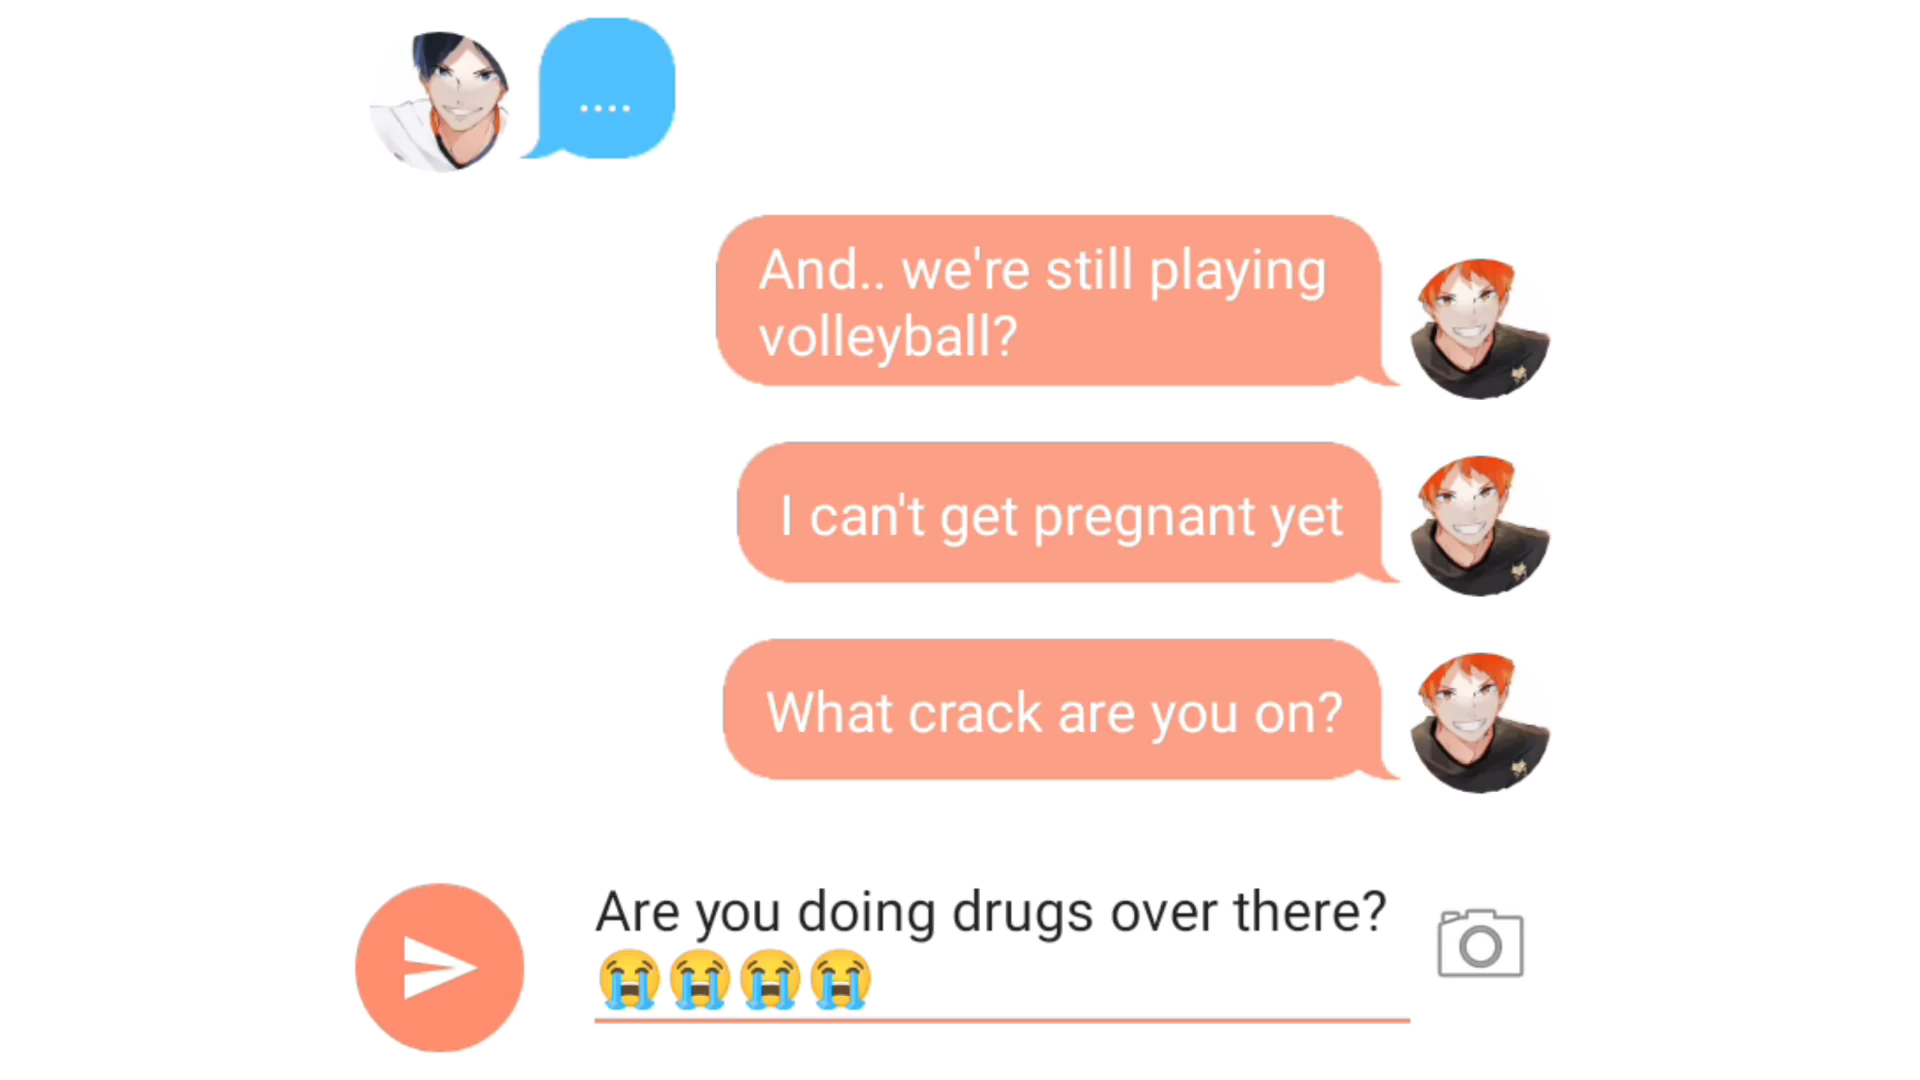 ....
And.. we're still playing
volleyball?
I can't get pregnant yet
What crack are you on?
Are you doing drugs over there?
😭😭😭😭